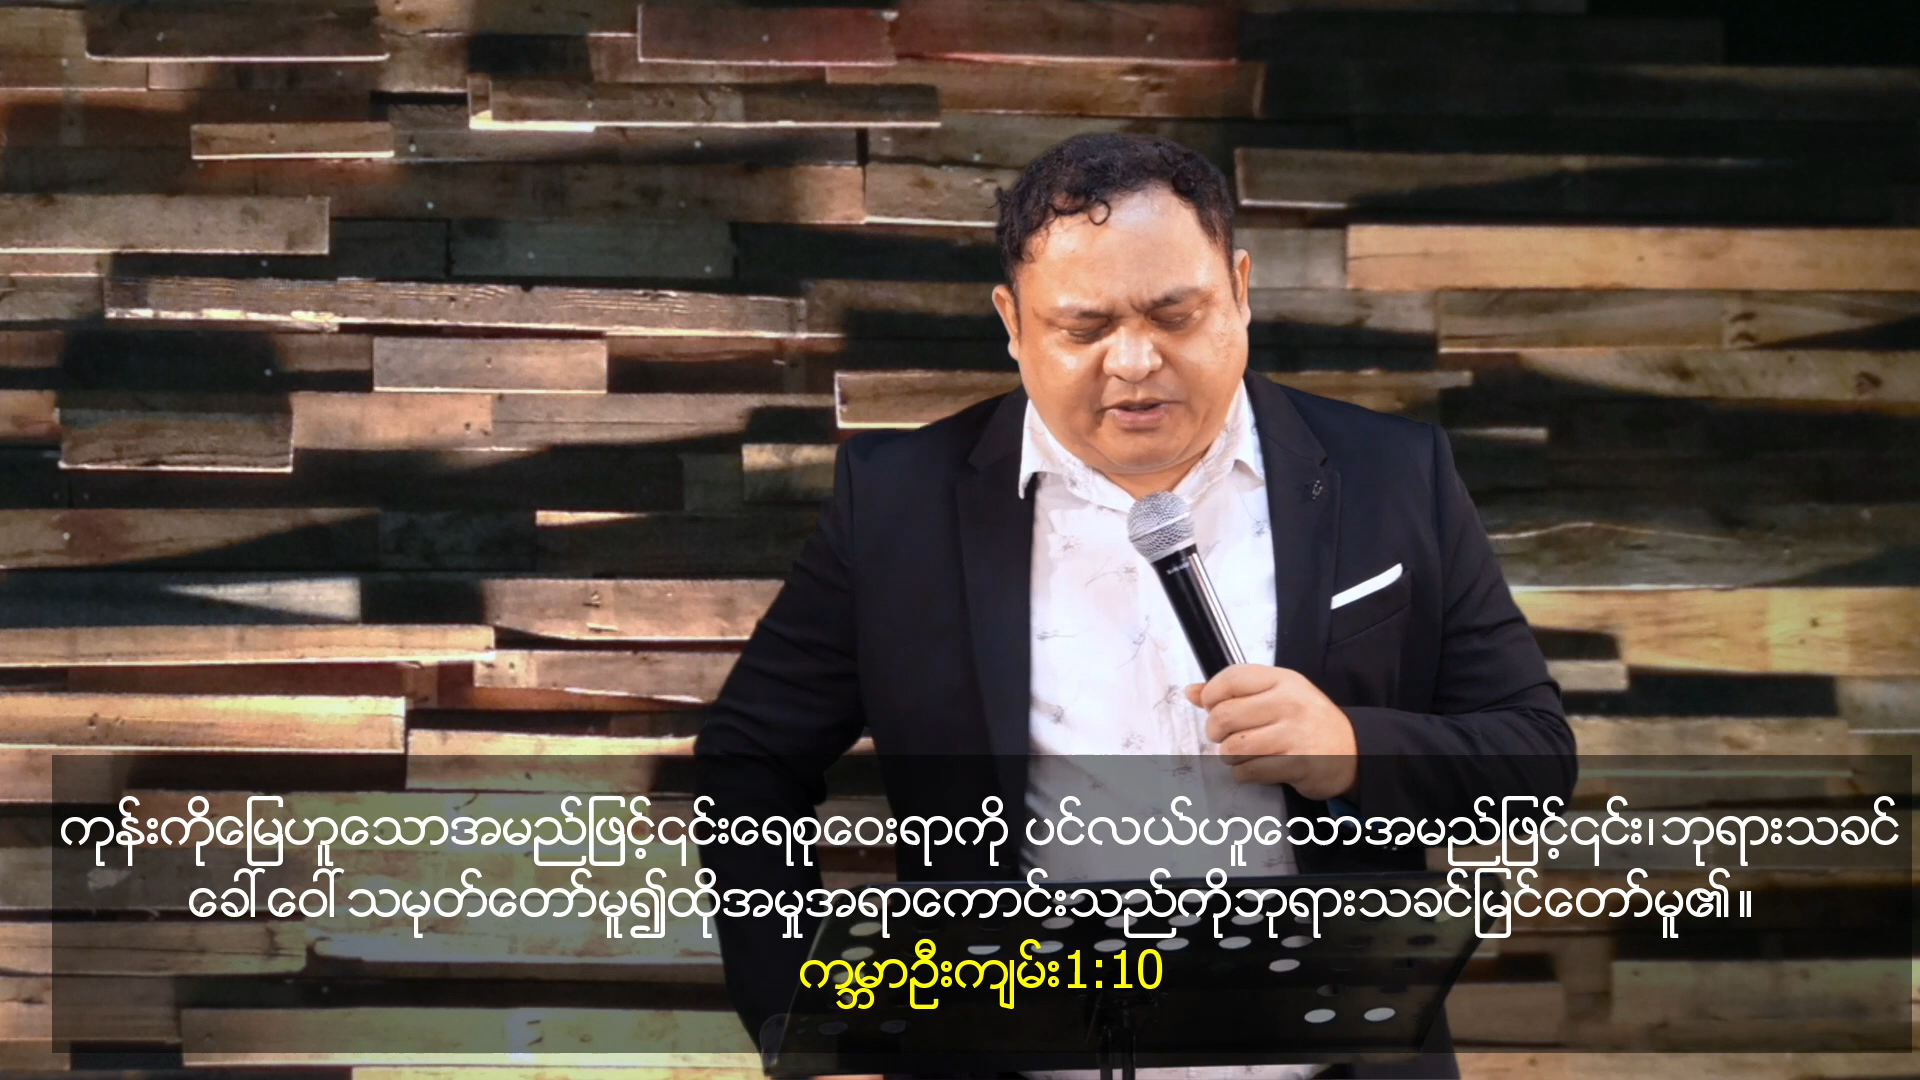 ကုန်းကိုမြေဟူသောအမည်ဖြင့်၎င်းရေစုဝေးရာကို ပင်လယ်ဟူသောအမည်ဖြင့်၎င်း၊ဘုရားသခင်
ခေါ်ဝေါ်သမုတ်တော်မူ၍ထိုအမှုအရာကောင်းသည်ကိုဘုရားသခင်မြင်တော်မူ၏။
ကမ္ဘာဦးကျမ်း1:10